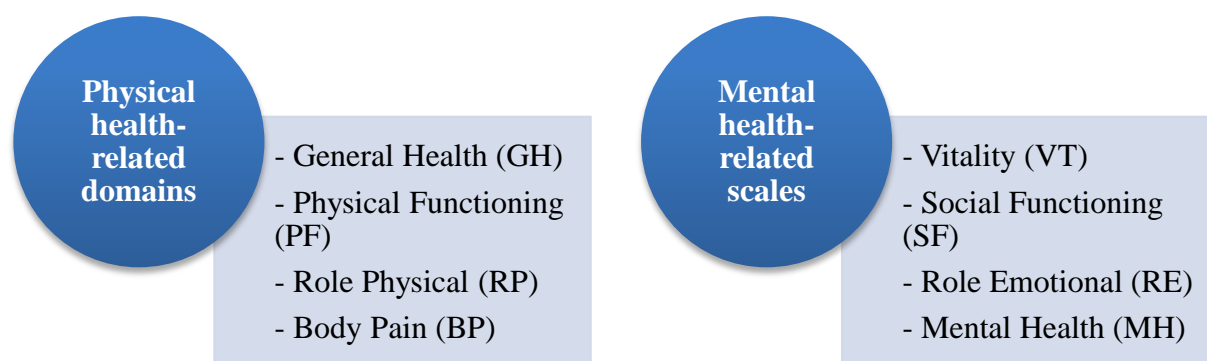 Physical
health-
related
domains
- General Health (GH)
- Physical Functioning
(PF)
- Role Physical (RP)
- Body Pain (BP)
Mental
health-
related
scales
- Vitality (VT)
- Social Functioning
(SF)
- Role Emotional (RE)
- Mental Health (MH)